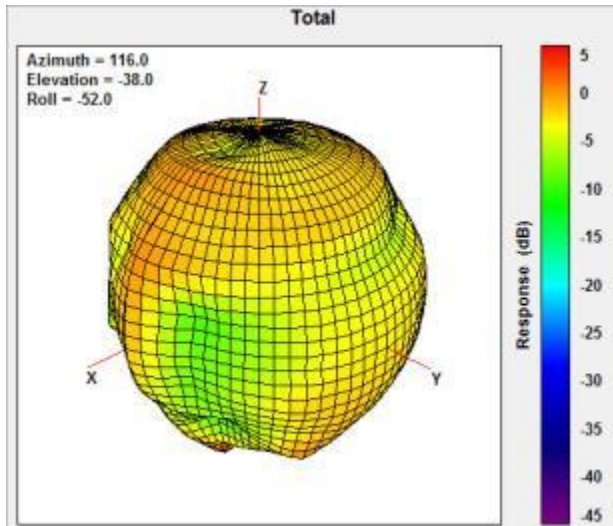 Total
Azimuth = 116.0
Elevation = -38.0
Roll = -52.0
Z
X
Y
Response (dB)
5
0
-5
-10
-15
-20
-25
-30
-35
-40
-45